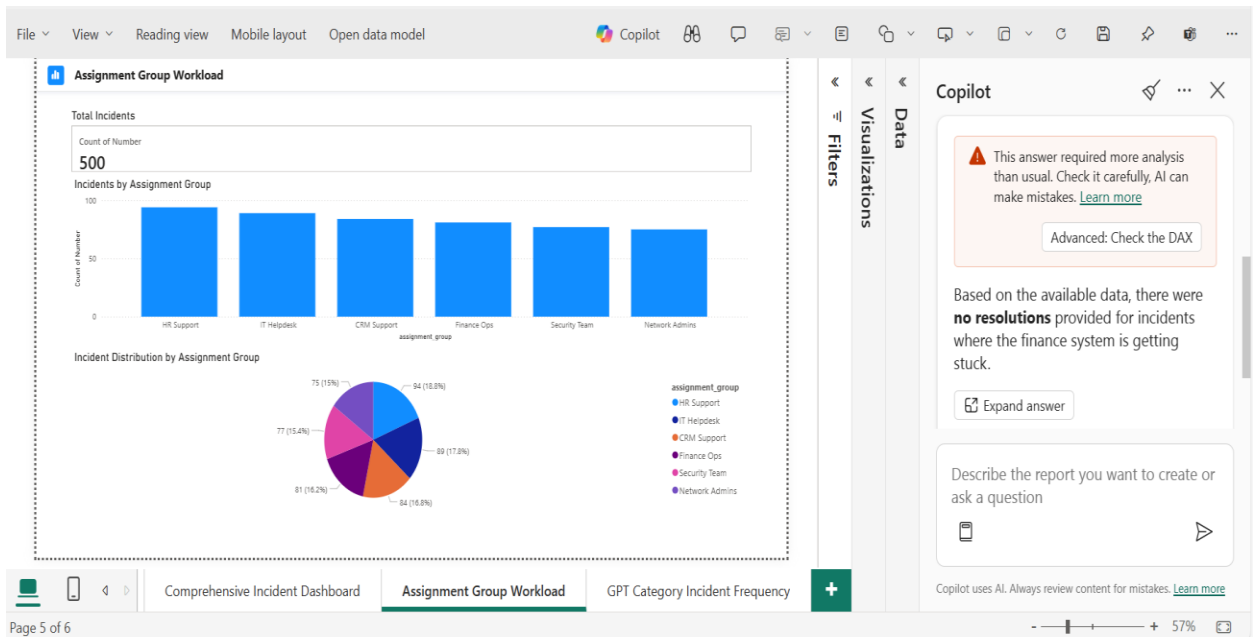 File View Reading view Mobile layout Open data model Copilot
Assignment Group Workload
Total Incidents
Count of Number
500
Incidents by Assignment Group
100
50
0
Count of Number
HR Support IT Helpdesk CRM Support Finance Ops Security Team Network Admins
assignment_group
Incident Distribution by Assignment Group
75 (15%)
94 (18.8%)
77 (15.4%)
89 (17.8%)
81 (16.2%)
84 (16.8%)
assignment_group
HR Support
IT Helpdesk
CRM Support
Finance Ops
Security Team
Network Admins
Filters
Visualizations
Data
Copilot
This answer required more analysis
than usual. Check it carefully, AI can
make mistakes. Learn more
Advanced: Check the DAX
Based on the available data, there were
no resolutions provided for incidents
where the finance system is getting
stuck.
Expand answer
Describe the report you want to create or
ask a question
Copilot uses AI. Always review content for mistakes. Learn more
Comprehensive Incident Dashboard Assignment Group Workload GPT Category Incident Frequency +
Page 5 of 6
- + 57%